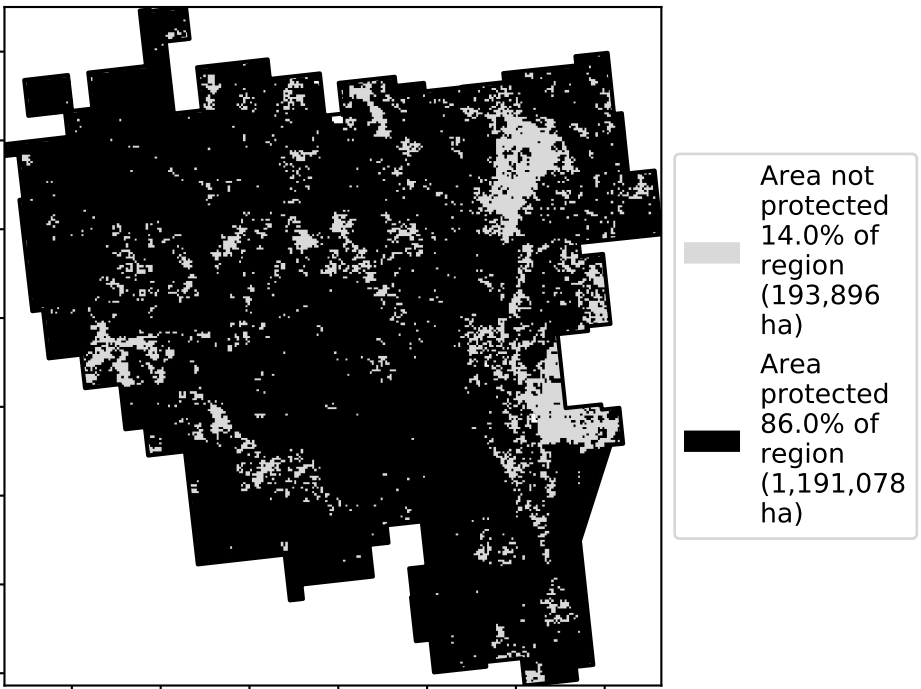 Area not
protected
14.0% of
region
(193,896
ha)
Area
protected
86.0% of
region
(1,191,078
ha)